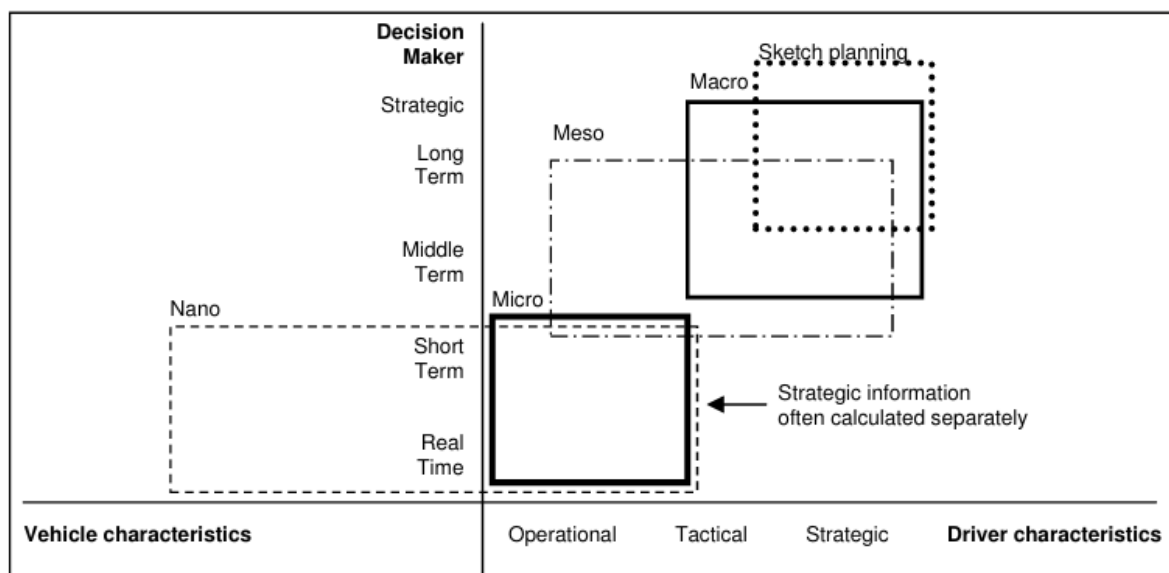 Decision
Maker
Sketch planning
Macro
Strategic
Meso
Long
Term
Middle
Term
Nano
Micro
Short
Term
Strategic information
often calculated separately
Real
Time
Vehicle characteristics
Operational
Tactical
Strategic
Driver characteristics